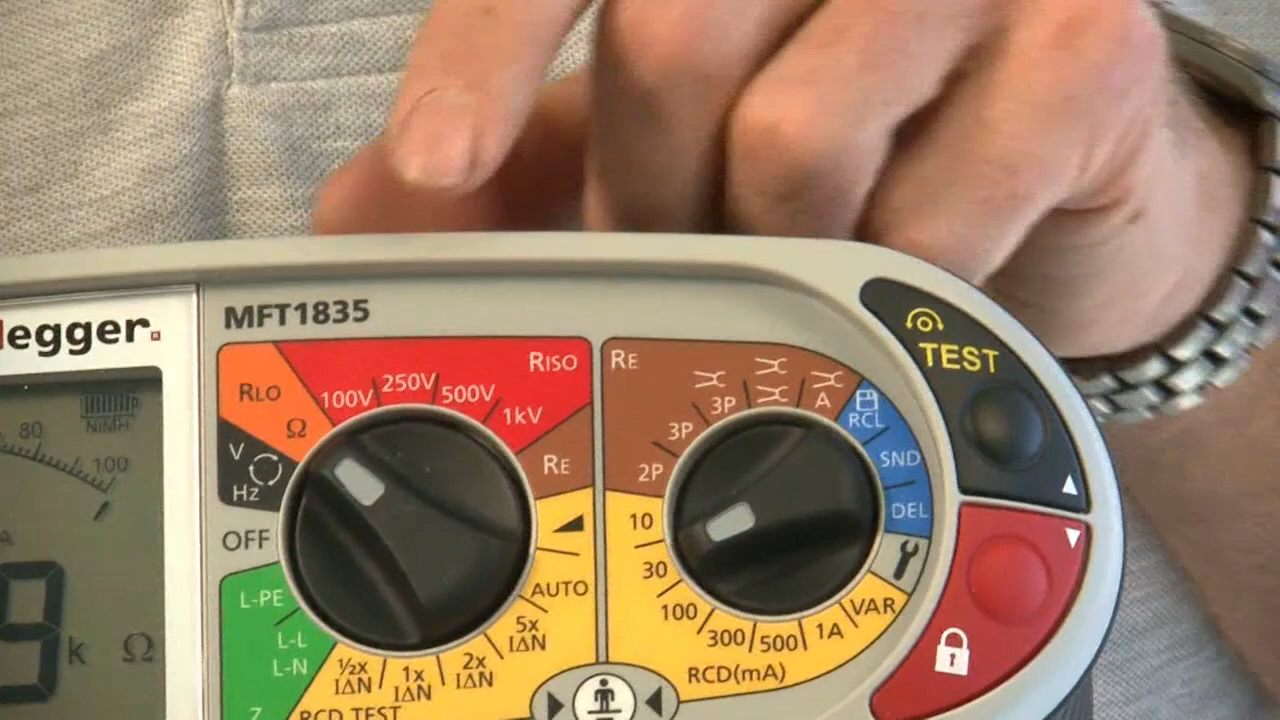 egger.
MFT1835
NiMH
80
100
A
9 k Ω
RLO
Ω
100V
250V
500V
1kV
RISO
V
Hz
RE
OFF
AUTO
L-PE
L-L
L-N
Z
½x
IΔN
1x
IΔN
2x
IΔN
5x
IΔN
RCD TEST
RE
2P
3P
3P
A
RCL
SND
DEL
10
30
100
300
500
1A
VAR
RCD(mA)
TEST